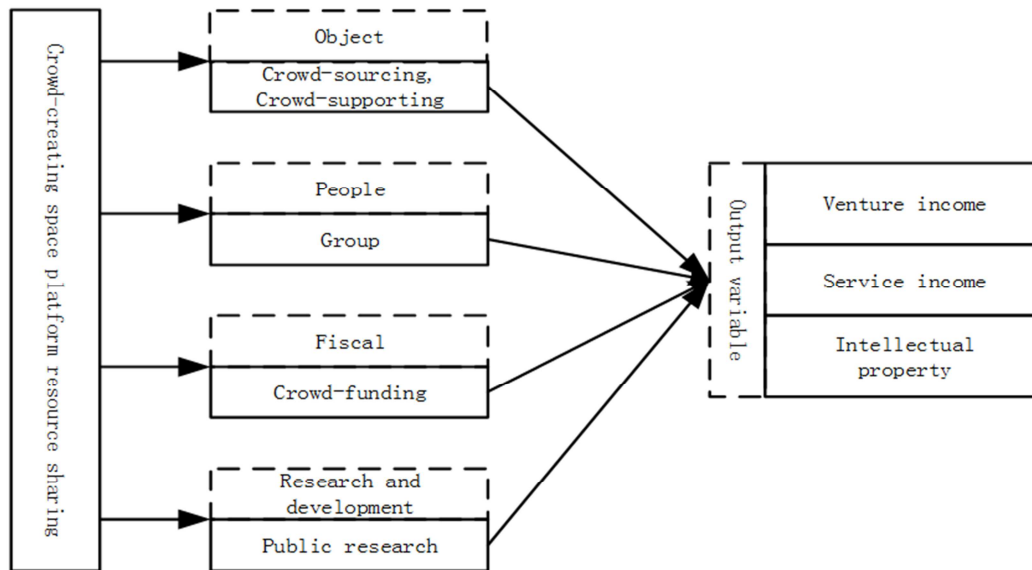 Crowd-creating space platform resource sharing
Object
Crowd-sourcing,
Crowd-supporting
People
Group
Fiscal
Crowd-funding
Research and
development
Public research
Output variable
Venture income
Service income
Intellectual
property